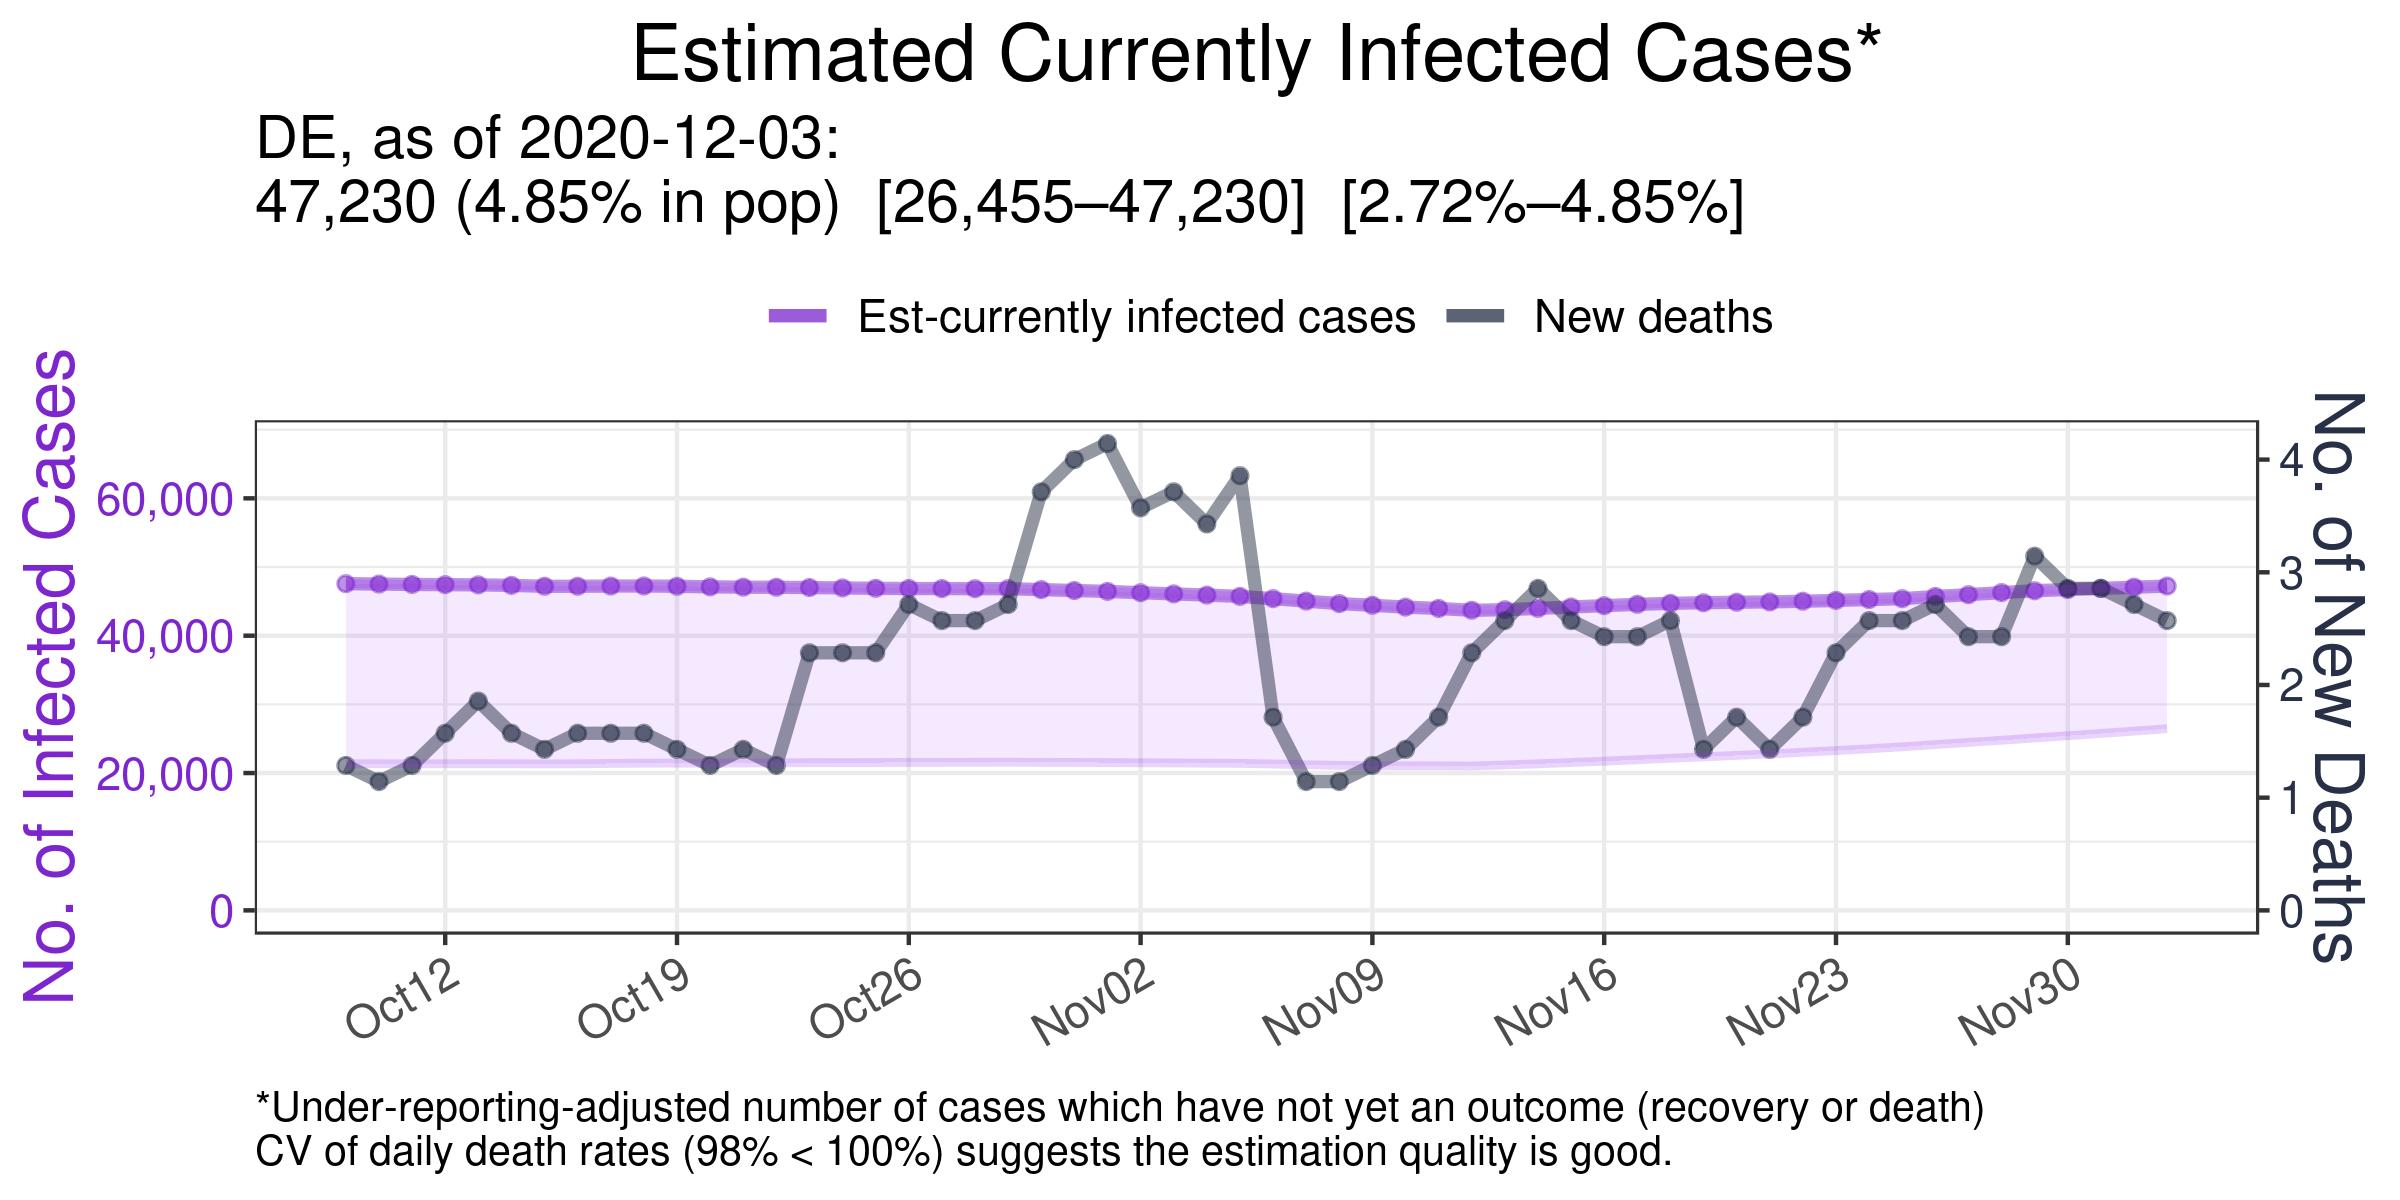 Estimated Currently Infected Cases*
DE, as of 2020-12-03:
47,230 (4.85% in pop)  [26,455–47,230]  [2.72%–4.85%]
Est-currently infected cases
New deaths
No. of Infected Cases
60,000
40,000
20,000
0
4
3
2
1
0
No. of New Deaths
Oct12
Oct19
Oct26
Nov02
Nov09
Nov16
Nov23
Nov30
*Under-reporting-adjusted number of cases which have not yet an outcome (recovery or death)
CV of daily death rates (98% < 100%) suggests the estimation quality is good.